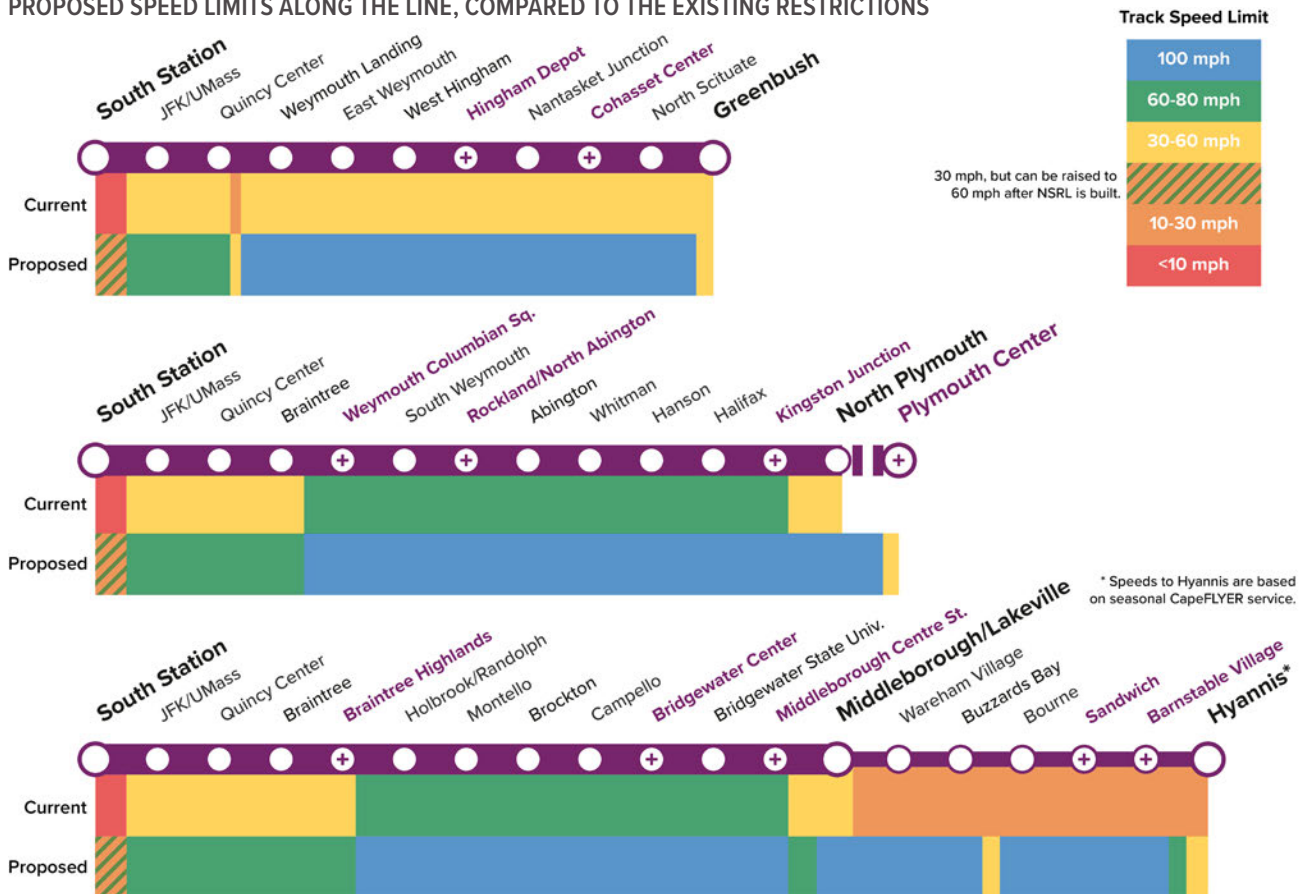 PROPOSED SPEED LIMITS ALONG THE LINE, COMPARED TO THE EXISTING RESTRICTIONS
Track Speed Limit
100 mph
60-80 mph
30-60 mph
30 mph, but can be raised to
60 mph after NSRL is built.
10-30 mph
<10 mph
South Station
JFK/UMass
Quincy Center
Weymouth Landing
East Weymouth
West Hingham
Hingham Depot
Nantasket Junction
Cohasset Center
North Scituate
Greenbush
+
+
Current
Proposed
South Station
JFK/UMass
Quincy Center
Braintree
Weymouth Columbian Sq.
South Weymouth
Rockland/North Abington
Abington
Whitman
Hanson
Halifax
Kingston Junction
North Plymouth
Plymouth Center
+
+
+
+
Current
Proposed
* Speeds to Hyannis are based
on seasonal CapeFLYER service.
South Station
JFK/UMass
Quincy Center
Braintree
Braintree Highlands
Holbrook/Randolph
Montello
Brockton
Campello
Bridgewater Center
Bridgewater State Univ.
Middleborough Centre St.
Middleborough/Lakeville
Wareham Village
Buzzards Bay
Bourne
Sandwich
Barnstable Village
Hyannis*
+
+
+
+
+
Current
Proposed